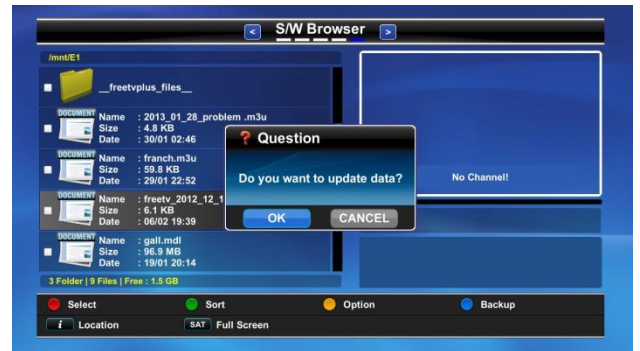 < S/W Browser >
/mnt/E1
__freetvplus_files__
DOCUMENT Name : 2013_01_28_problem .m3u
Size : 4.8 KB
Date : 30/01 02:46
DOCUMENT Name : franch.m3u
Size : 59.8 KB
Date : 29/01 22:52
DOCUMENT Name : freetv_2012_12_1
Size : 6.1 KB
Date : 06/02 19:39
DOCUMENT Name : gall.mdl
Size : 96.9 MB
Date : 19/01 20:14
3 Folder | 9 Files | Free : 1.5 GB
? Question
Do you want to update data?
OK CANCEL
No Channel!
Select Sort Option Backup
i Location SAT Full Screen